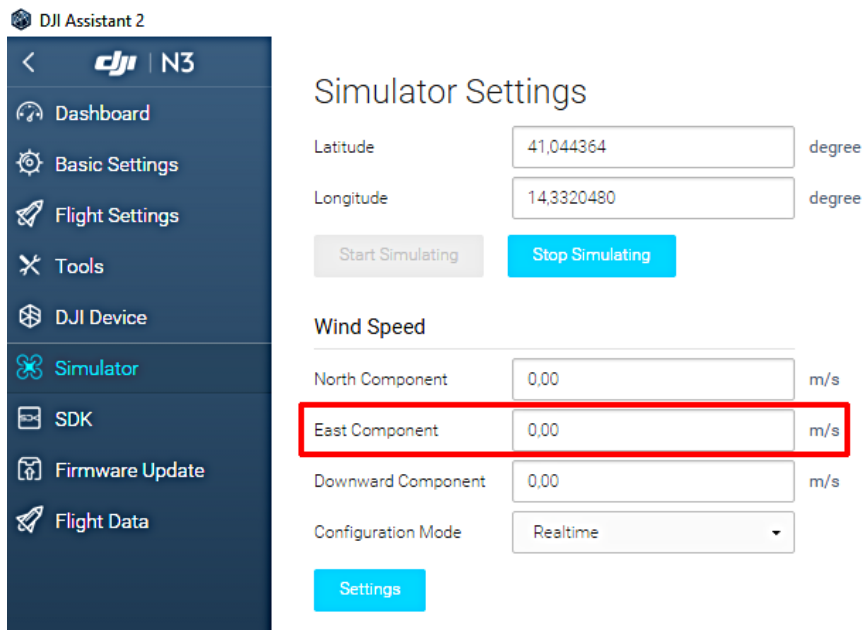 DJI Assistant 2
dji | N3
Dashboard
Basic Settings
Flight Settings
Tools
DJI Device
Simulator
SDK
Firmware Update
Flight Data
Simulator Settings
Latitude 41,044364 degree
Longitude 14,3320480 degree
Start Simulating Stop Simulating
Wind Speed
North Component 0,00 m/s
East Component 0,00 m/s
Downward Component 0,00 m/s
Configuration Mode Realtime
Settings